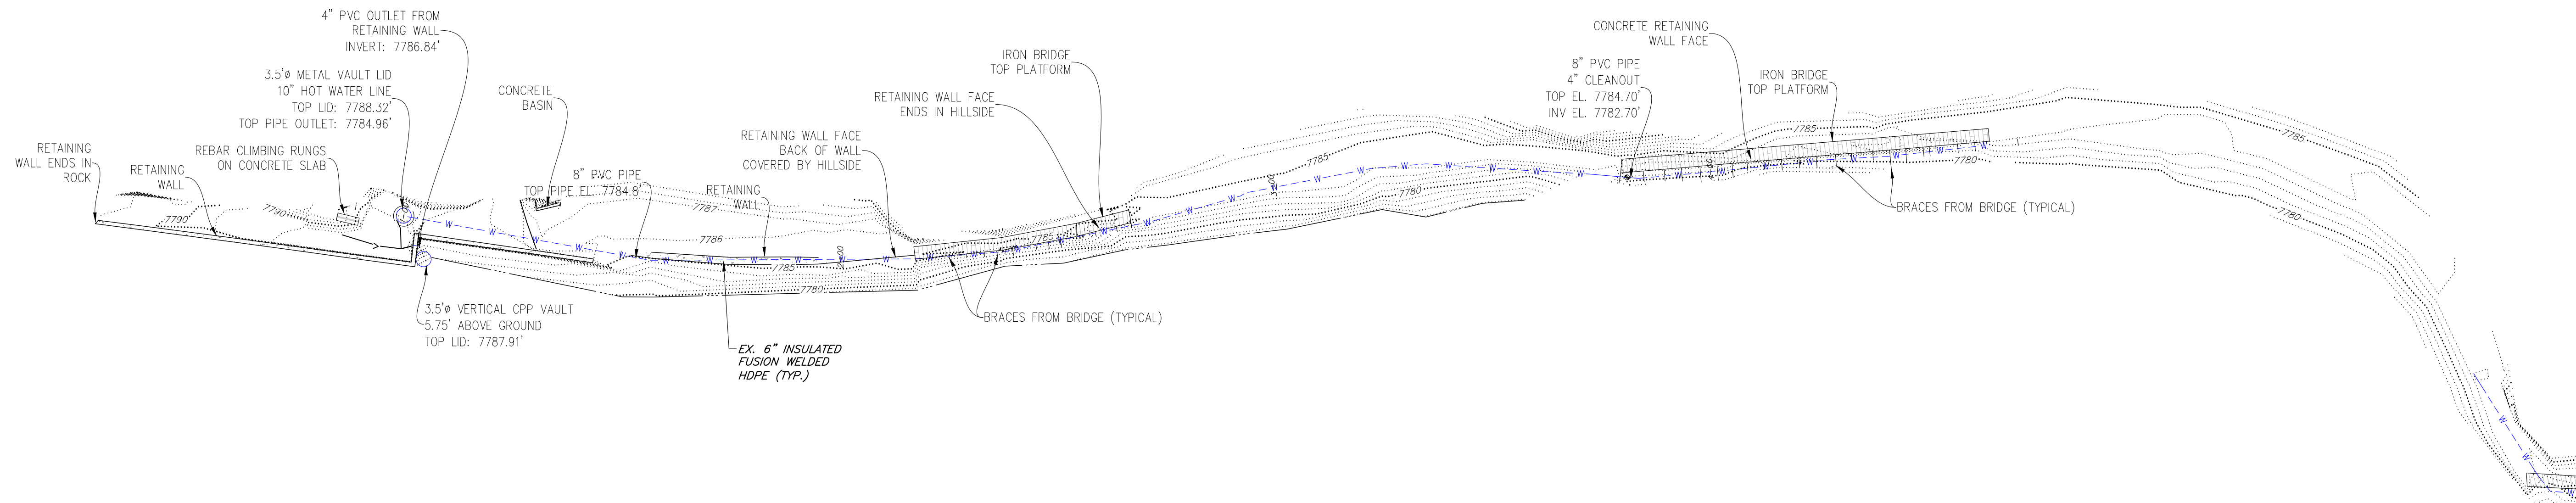 4" PVC OUTLET FROM
RETAINING WALL
INVERT: 7786.84'
3.5'ø METAL VAULT LID
10" HOT WATER LINE
TOP LID: 7788.32'
TOP PIPE OUTLET: 7784.96'
CONCRETE
BASIN
RETAINING
WALL ENDS IN
ROCK
RETAINING
WALL
REBAR CLIMBING RUNGS
ON CONCRETE SLAB
7790
7790
8" PVC PIPE
TOP PIPE EL. 7784.8'
RETAINING
WALL
7787
7786
7785
7780
RETAINING WALL FACE
BACK OF WALL
COVERED BY HILLSIDE
3.5'ø VERTICAL CPP VAULT
5.75' ABOVE GROUND
TOP LID: 7787.91'
EX. 6" INSULATED
FUSION WELDED
HDPE (TYP.)
IRON BRIDGE
TOP PLATFORM
RETAINING WALL FACE
ENDS IN HILLSIDE
7785
BRACES FROM BRIDGE (TYPICAL)
7785
7780
CONCRETE RETAINING
WALL FACE
8" PVC PIPE
4" CLEANOUT
TOP EL. 7784.70'
INV EL. 7782.70'
IRON BRIDGE
TOP PLATFORM
7785
7780
BRACES FROM BRIDGE (TYPICAL)
7785
7780
W W W W W W W W W W W W W W W W W W W W W W W W W W W W W W W W W W W W
W
W
W